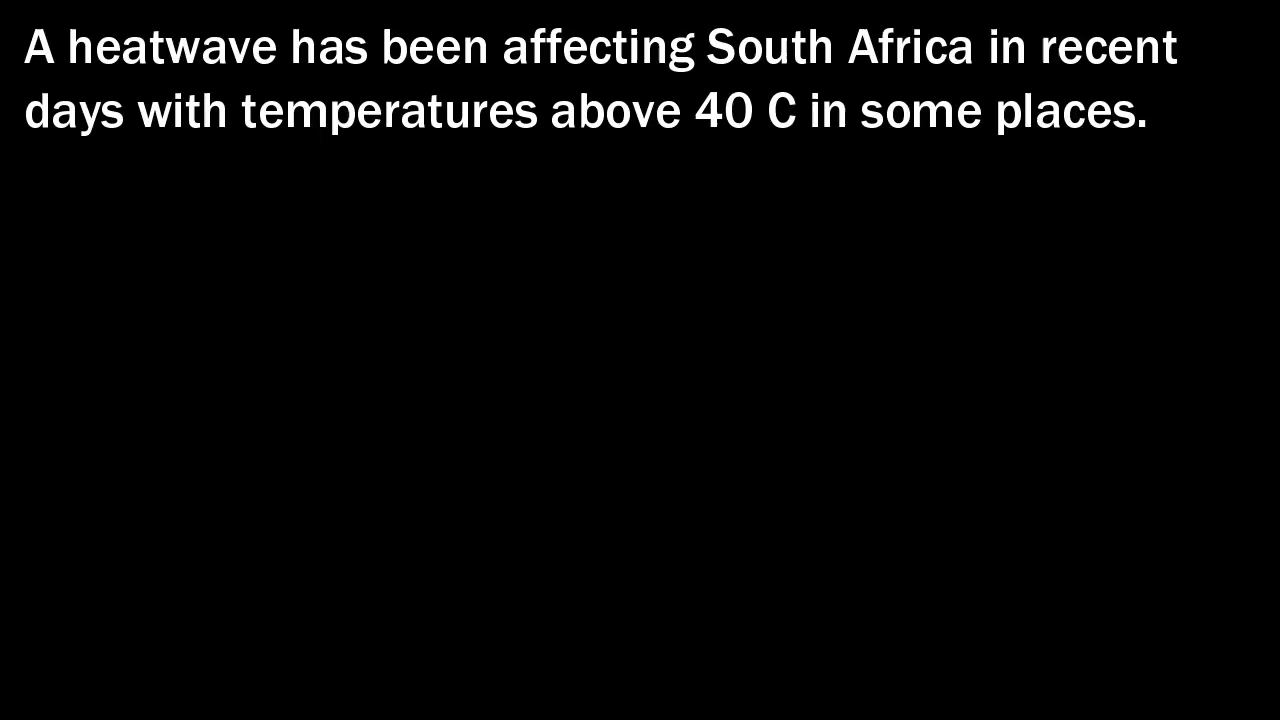 A heatwave has been affecting South Africa in recent
days with temperatures above 40 C in some places.